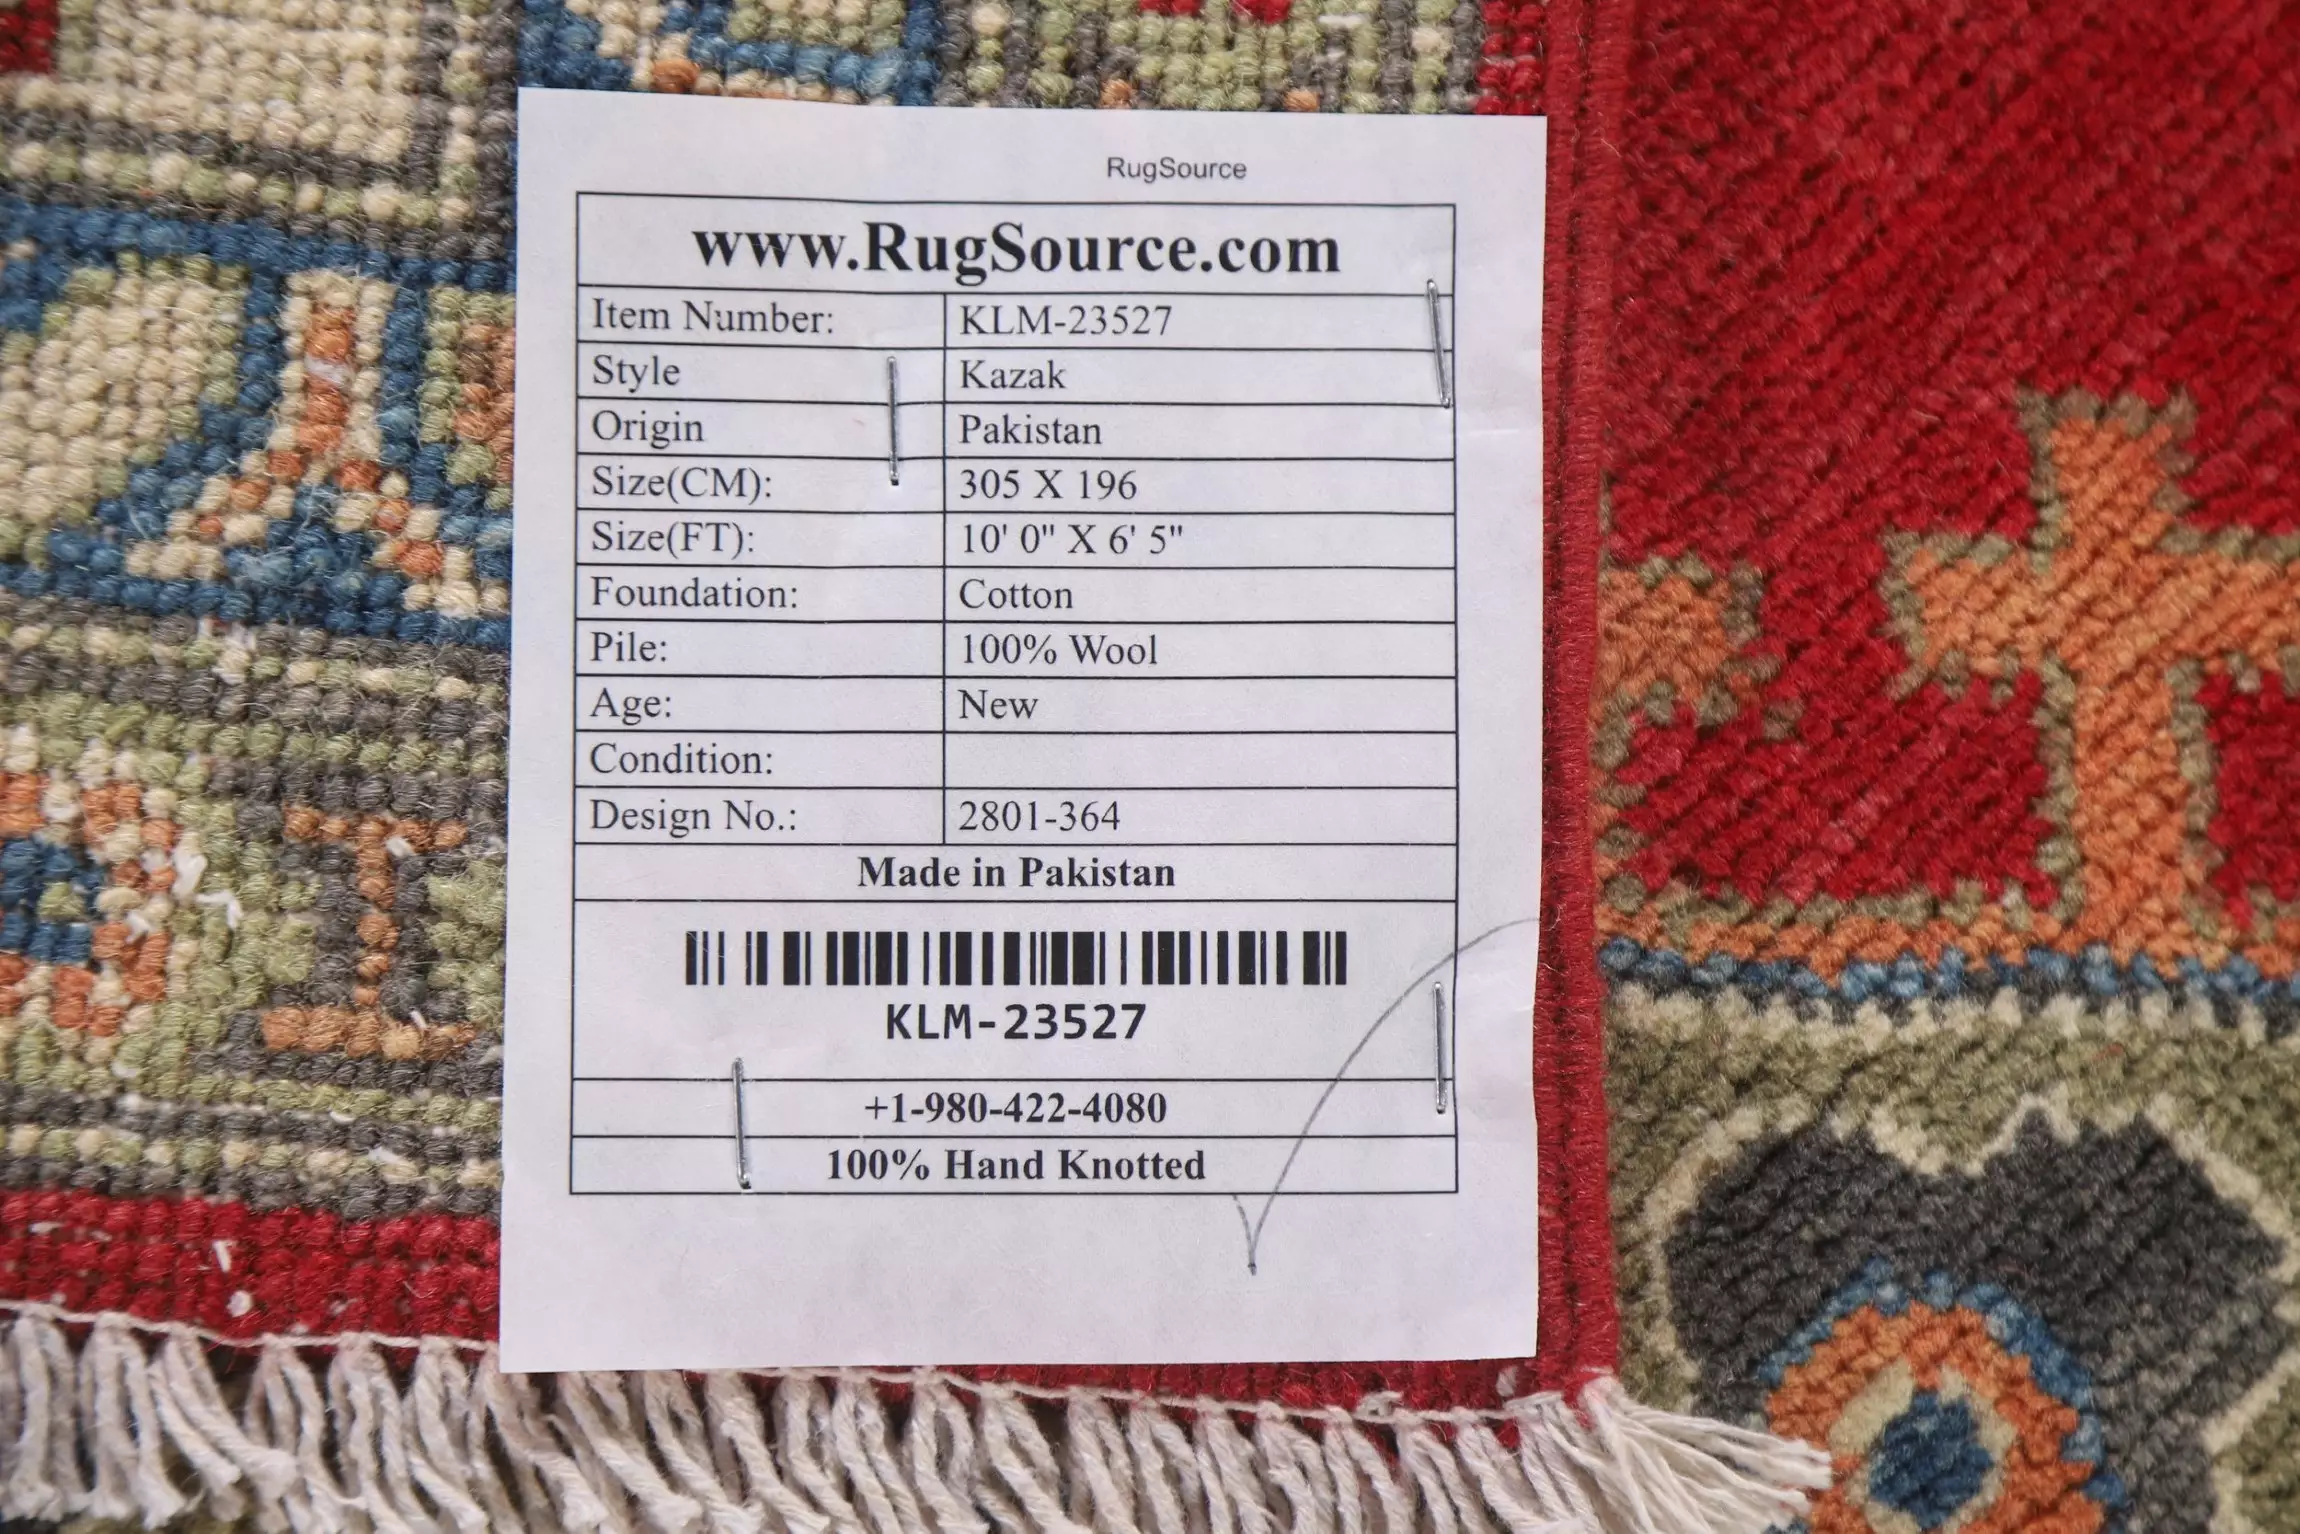 RugSource
www.RugSource.com
Item Number: KLM-23527
Style Kazak
Origin Pakistan
Size(CM): 305 X 196
Size(FT): 10' 0" X 6' 5"
Foundation: Cotton
Pile: 100% Wool
Age: New
Condition:
Design No.: 2801-364
Made in Pakistan
KLM-23527
+1-980-422-4080
100% Hand Knotted